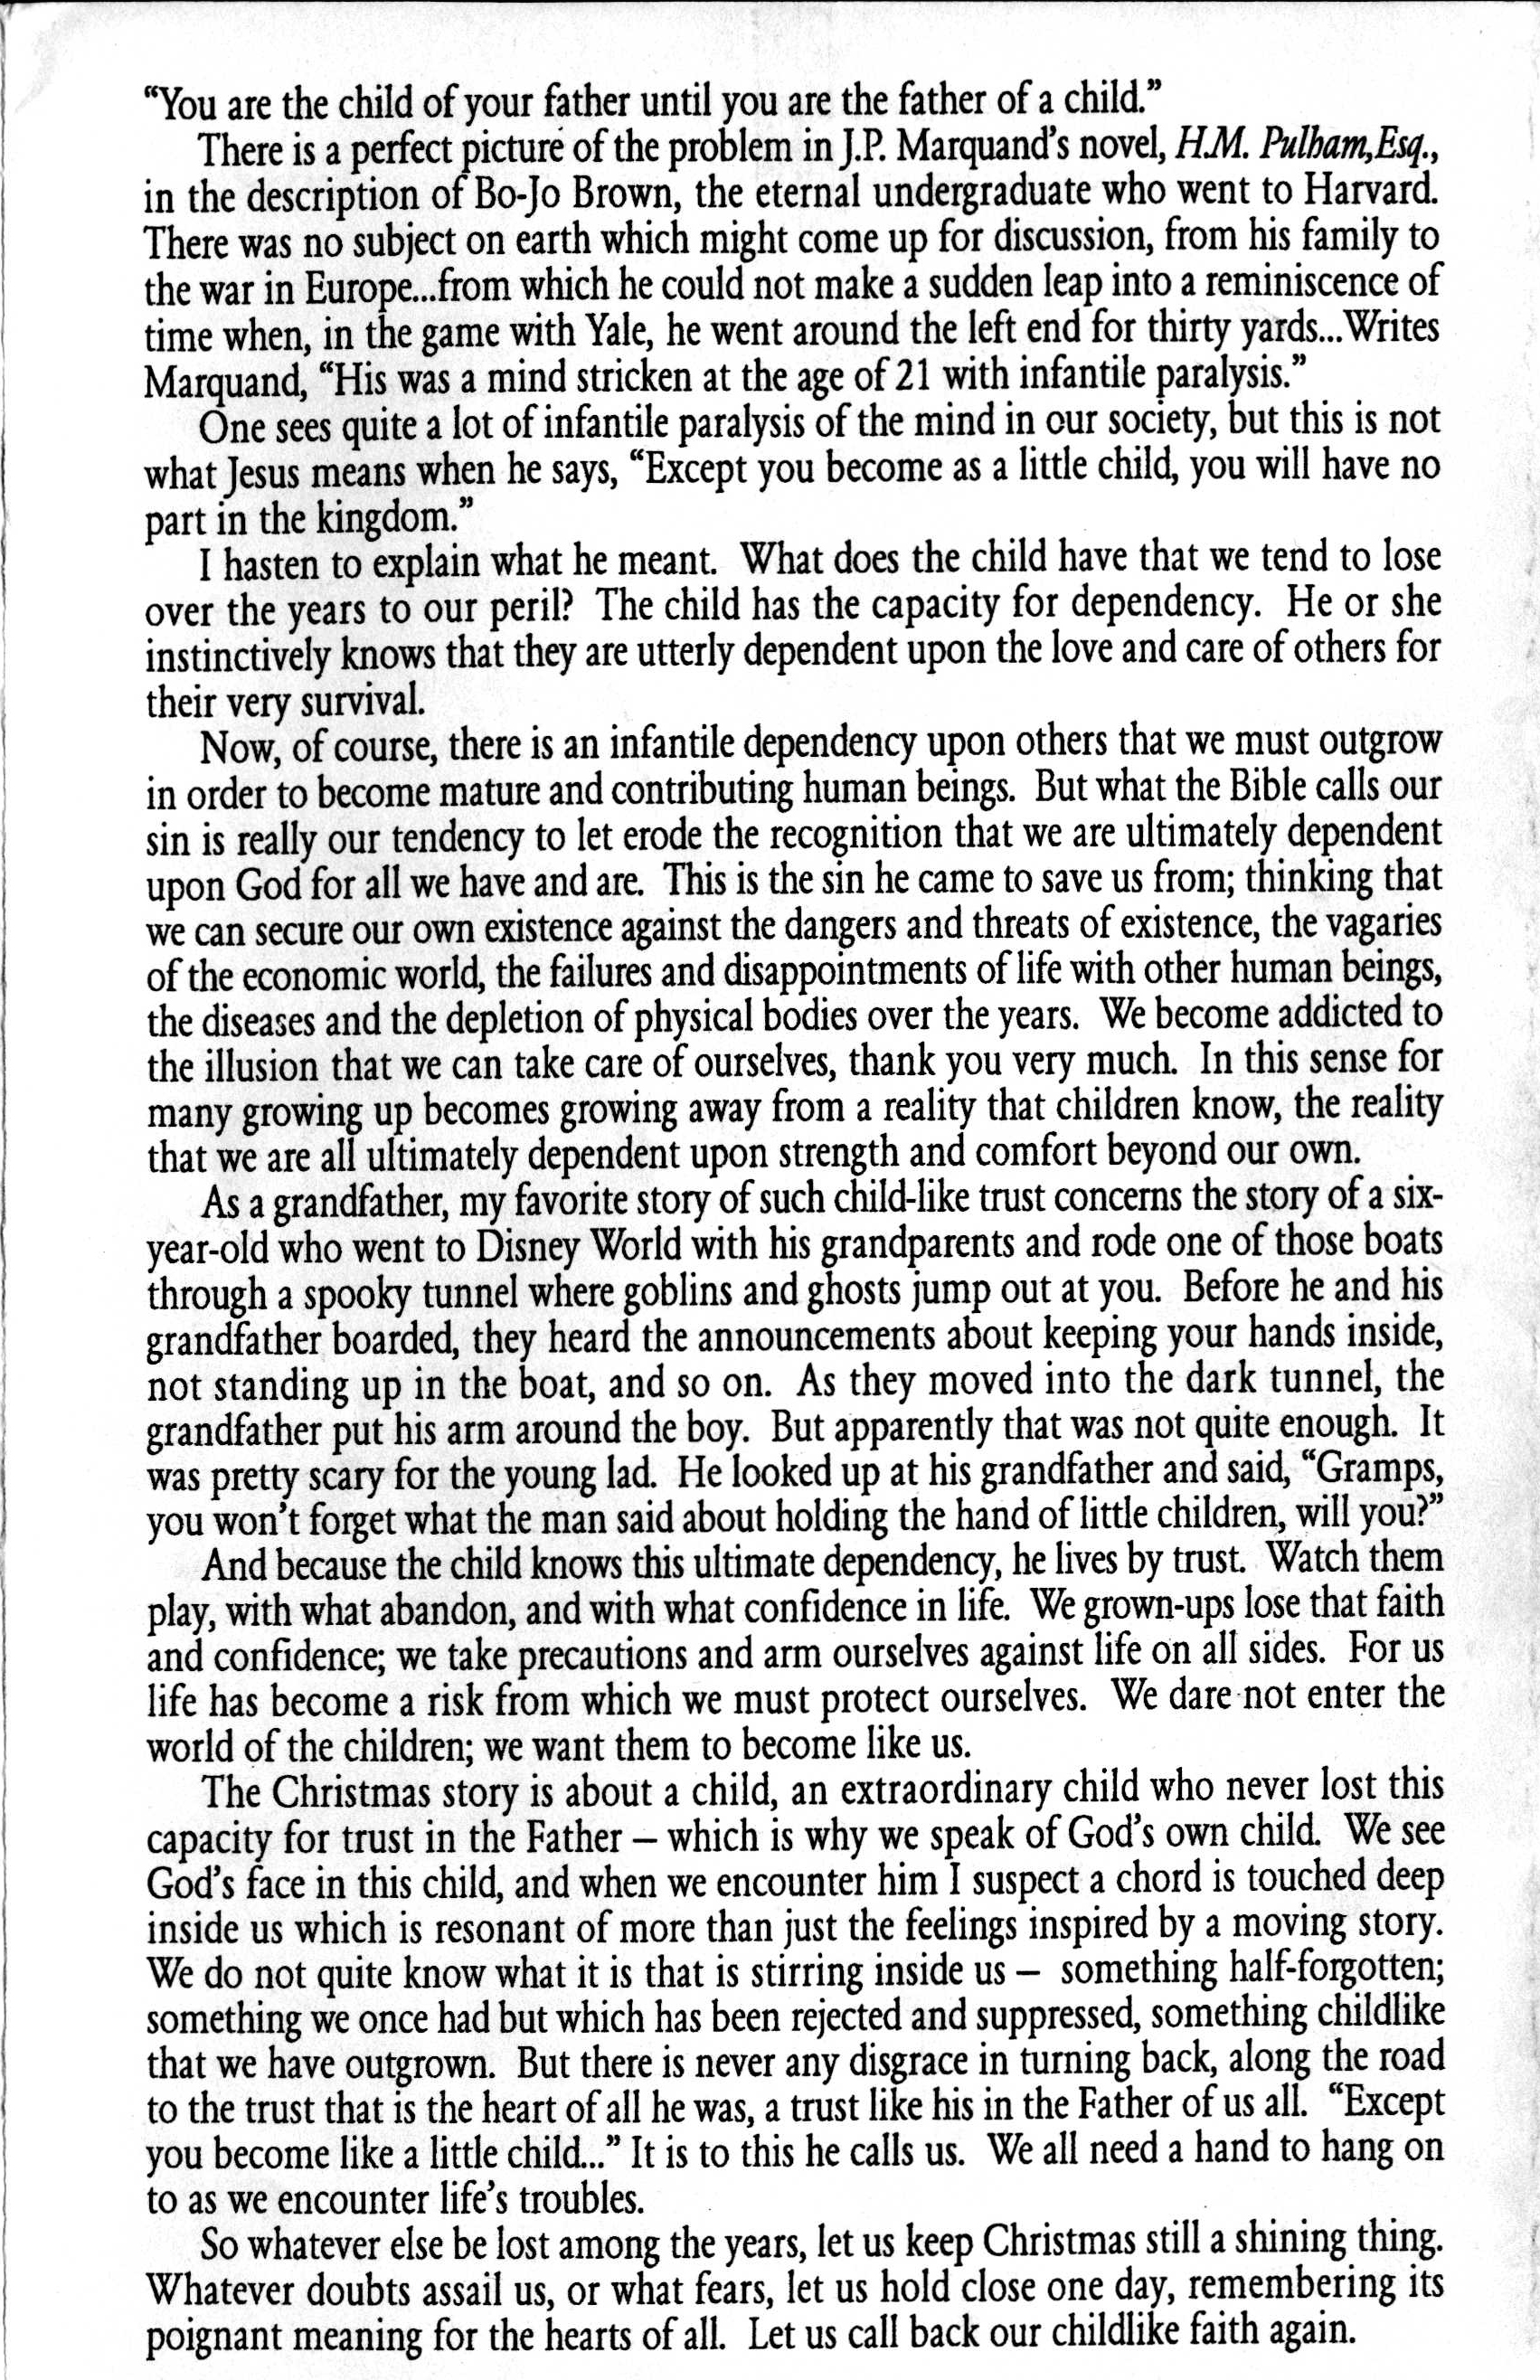 “You are the child of your father until you are the father of a child.”
There is a perfect picture of the problem in J.P. Marquand’s novel, H.M. Pulham,Esq.,
in the description of Bo-Jo Brown, the eternal undergraduate who went to Harvard.
There was no subject on earth which might come up for discussion, from his family to
the war in Europe...from which he could not make a sudden leap into a reminiscence of
time when, in the game with Yale, he went around the left end for thirty yards...Writes
Marquand, “His was a mind stricken at the age of 21 with infantile paralysis.”
One sees quite a lot of infantile paralysis of the mind in our society, but this is not
what Jesus means when he says, “Except you become as a little child, you will have no
part in the kingdom.”
I hasten to explain what he meant. What does the child have that we tend to lose
over the years to our peril? The child has the capacity for dependency. He or she
instinctively knows that they are utterly dependent upon the love and care of others for
their very survival.
Now, of course, there is an infantile dependency upon others that we must outgrow
in order to become mature and contributing human beings. But what the Bible calls our
sin is really our tendency to let erode the recognition that we are ultimately dependent
upon God for all we have and are. This is the sin he came to save us from; thinking that
we can secure our own existence against the dangers and threats of existence, the vagaries
of the economic world, the failures and disappointments of life with other human beings,
the diseases and the depletion of physical bodies over the years. We become addicted to
the illusion that we can take care of ourselves, thank you very much. In this sense for
many growing up becomes growing away from a reality that children know, the reality
that we are all ultimately dependent upon strength and comfort beyond our own.
As a grandfather, my favorite story of such child-like trust concerns the story of a six-
year-old who went to Disney World with his grandparents and rode one of those boats
through a spooky tunnel where goblins and ghosts jump out at you. Before he and his
grandfather boarded, they heard the announcements about keeping your hands inside,
not standing up in the boat, and so on. As they moved into the dark tunnel, the
grandfather put his arm around the boy. But apparently that was not quite enough. It
was pretty scary for the young lad. He looked up at his grandfather and said, “Gramps,
you won’t forget what the man said about holding the hand of little children, will you?”
And because the child knows this ultimate dependency, he lives by trust. Watch them
play, with what abandon, and with what confidence in life. We grown-ups lose that faith
and confidence; we take precautions and arm ourselves against life on all sides. For us
life has become a risk from which we must protect ourselves. We dare not enter the
world of the children; we want them to become like us.
The Christmas story is about a child, an extraordinary child who never lost this
capacity for trust in the Father – which is why we speak of God’s own child. We see
God’s face in this child, and when we encounter him I suspect a chord is touched deep
inside us which is resonant of more than just the feelings inspired by a moving story.
We do not quite know what it is that is stirring inside us – something half-forgotten;
something we once had but which has been rejected and suppressed, something childlike
that we have outgrown. But there is never any disgrace in turning back, along the road
to the trust that is the heart of all he was, a trust like his in the Father of us all. “Except
you become like a little child...” It is to this he calls us. We all need a hand to hang on
to as we encounter life’s troubles.
So whatever else be lost among the years, let us keep Christmas still a shining thing.
Whatever doubts assail us, or what fears, let us hold close one day, remembering its
poignant meaning for the hearts of all. Let us call back our childlike faith again.